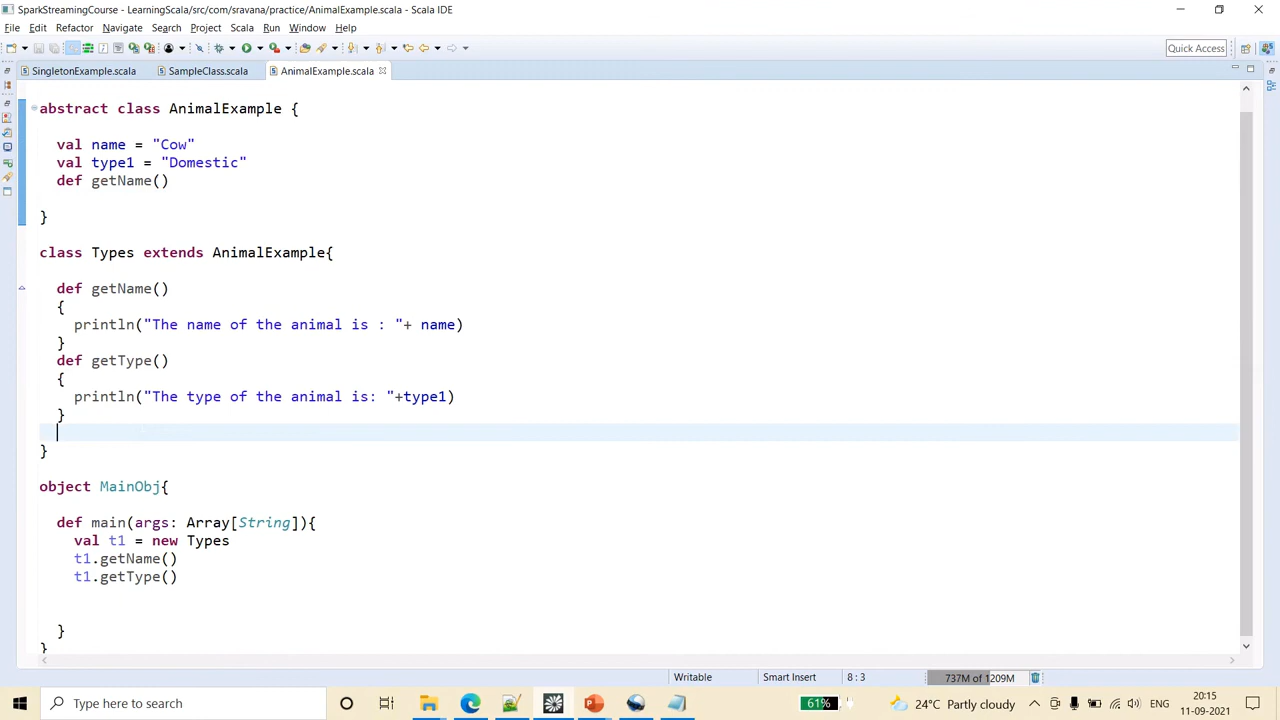 SparkStreamingCourse - LearningScala/src/com/sravana/practice/AnimalExample.scala - Scala IDE
File Edit Refactor Navigate Search Project Scala Run Window Help
Quick Access
SingletonExample.scala SampleClass.scala AnimalExample.scala
abstract class AnimalExample {
val name = "Cow"
val type1 = "Domestic"
def getName()
}
class Types extends AnimalExample{
def getName()
{
println("The name of the animal is : "+ name)
}
def getType()
{
println("The type of the animal is: "+type1)
}
}
object MainObj{
def main(args: Array[String]){
val t1 = new Types
t1.getName()
t1.getType()
}
}
Writable Smart Insert 8 : 3 737M of 1209M
Type here to search 61% 24°C Partly cloudy ENG 20:15
11-09-2021